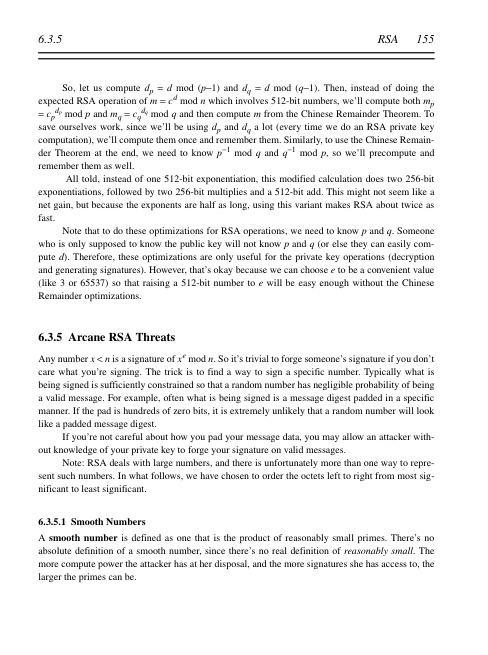 6.3.5 RSA 155
So, let us compute d_p = d mod (p−1) and d_q = d mod (q−1). Then, instead of doing the
expected RSA operation of m = c^d mod n which involves 512-bit numbers, we'll compute both m_p
= c_p^{d_p} mod p and m_q = c_q^{d_q} mod q and then compute m from the Chinese Remainder Theorem. To
save ourselves work, since we'll be using d_p and d_q a lot (every time we do an RSA private key
computation), we'll compute them once and remember them. Similarly, to use the Chinese Remain-
der Theorem at the end, we need to know p^{−1} mod q and q^{−1} mod p, so we'll precompute and
remember them as well.
All told, instead of one 512-bit exponentiation, this modified calculation does two 256-bit
exponentiations, followed by two 256-bit multiplies and a 512-bit add. This might not seem like a
net gain, but because the exponents are half as long, using this variant makes RSA about twice as
fast.
Note that to do these optimizations for RSA operations, we need to know p and q. Someone
who is only supposed to know the public key will not know p and q (or else they can easily com-
pute d). Therefore, these optimizations are only useful for the private key operations (decryption
and generating signatures). However, that's okay because we can choose e to be a convenient value
(like 3 or 65537) so that raising a 512-bit number to e will be easy enough without the Chinese
Remainder optimizations.
6.3.5 Arcane RSA Threats
Any number x < n is a signature of x^e mod n. So it's trivial to forge someone's signature if you don't
care what you're signing. The trick is to find a way to sign a specific number. Typically what is
being signed is sufficiently constrained so that a random number has negligible probability of being
a valid message. For example, often what is being signed is a message digest padded in a specific
manner. If the pad is hundreds of zero bits, it is extremely unlikely that a random number will look
like a padded message digest.
If you're not careful about how you pad your message data, you may allow an attacker with-
out knowledge of your private key to forge your signature on valid messages.
Note: RSA deals with large numbers, and there is unfortunately more than one way to repre-
sent such numbers. In what follows, we have chosen to order the octets left to right from most sig-
nificant to least significant.
6.3.5.1 Smooth Numbers
A smooth number is defined as one that is the product of reasonably small primes. There's no
absolute definition of a smooth number, since there's no real definition of reasonably small. The
more compute power the attacker has at her disposal, and the more signatures she has access to, the
larger the primes can be.